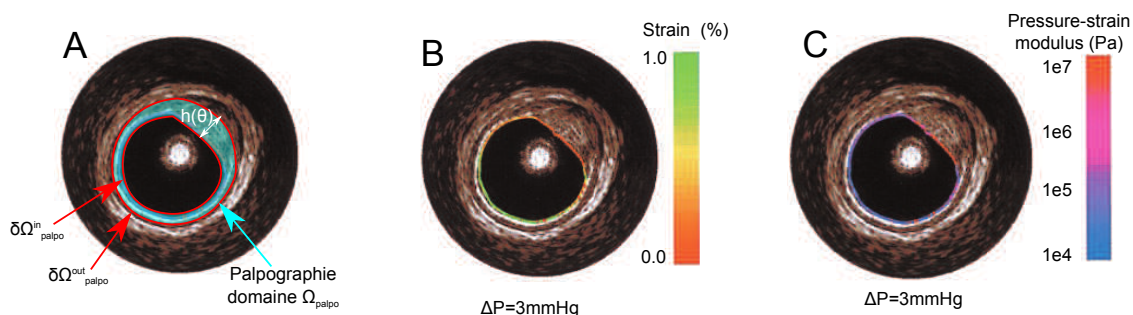 A
h(θ)
δΩ^in_palpo
δΩ^out_palpo
Palpographie
domaine Ω_palpo
B
Strain (%)
1.0
0.0
ΔP=3mmHg
C
Pressure-strain
modulus (Pa)
1e7
1e6
1e5
1e4
ΔP=3mmHg